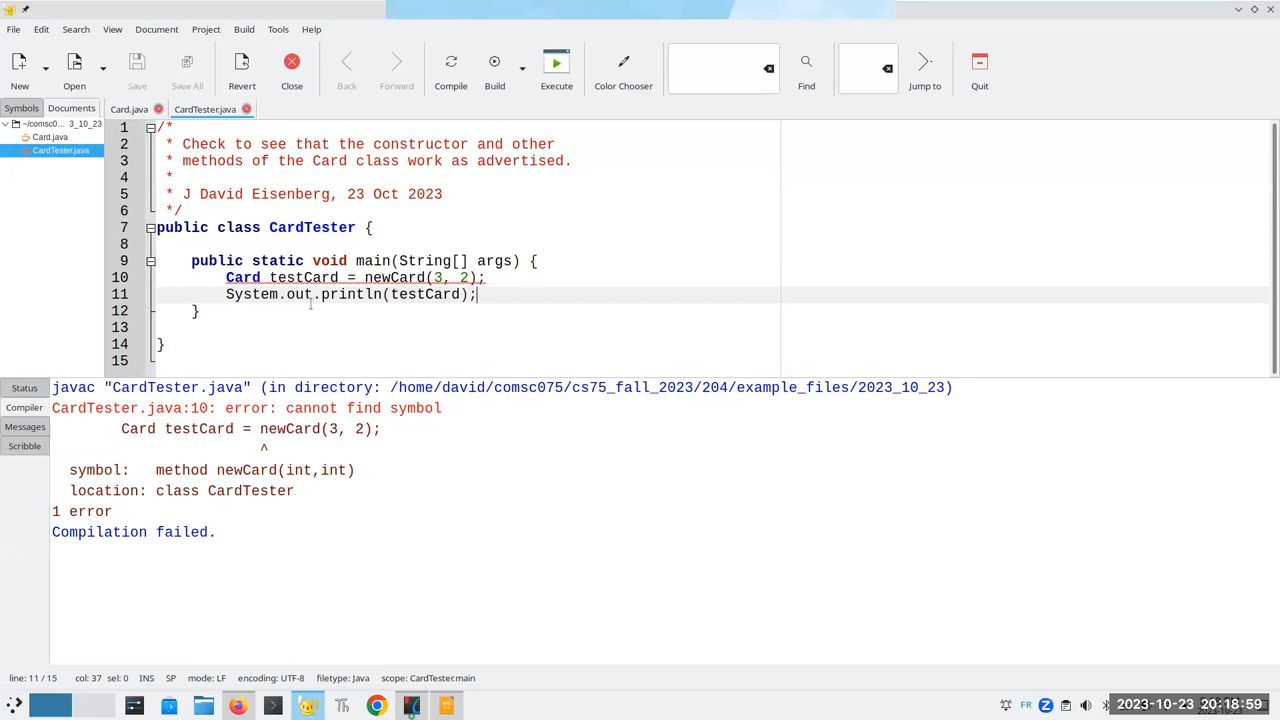 File Edit Search View Document Project Build Tools Help
New Open Save Save All Revert Close Back Forward Compile Build Execute Color Chooser Find Jump to Quit
Symbols Documents Card.java CardTester.java
~/comsc0... 3_10_23
Card.java
CardTester.java
1 /*
2 * Check to see that the constructor and other
3 * methods of the Card class work as advertised.
4 *
5 * J David Eisenberg, 23 Oct 2023
6 */
7 public class CardTester {
8
9 public static void main(String[] args) {
10 Card testCard = newCard(3, 2);
11 System.out.println(testCard);
12 }
13
14 }
15
Status
Compiler
Messages
Scribble
javac "CardTester.java" (in directory: /home/david/comsc075/cs75_fall_2023/204/example_files/2023_10_23)
CardTester.java:10: error: cannot find symbol
Card testCard = newCard(3, 2);
^
symbol: method newCard(int,int)
location: class CardTester
1 error
Compilation failed.
line: 11 / 15 col: 37 sel: 0 INS SP mode: LF encoding: UTF-8 filetype: Java scope: CardTester.main
Th FR Z 2023-10-23 20:18:59